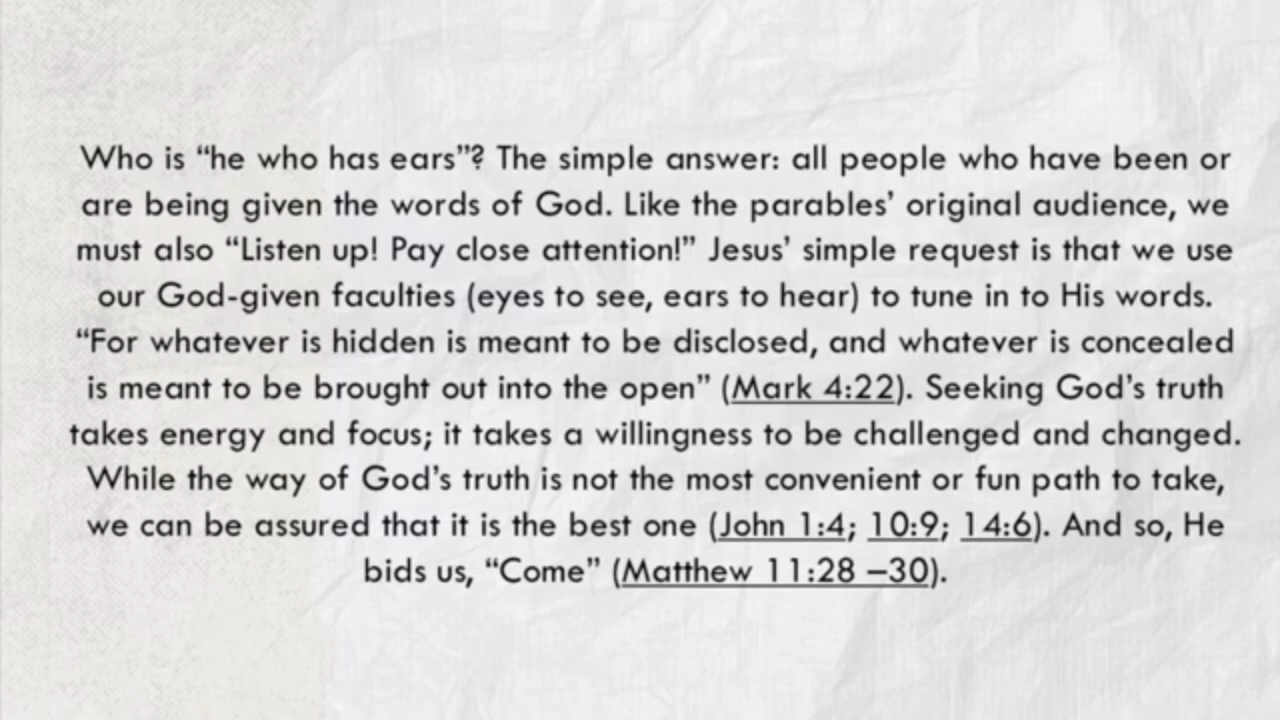 Who is “he who has ears”? The simple answer: all people who have been or
are being given the words of God. Like the parables’ original audience, we
must also “Listen up! Pay close attention!” Jesus’ simple request is that we use
our God-given faculties (eyes to see, ears to hear) to tune in to His words.
“For whatever is hidden is meant to be disclosed, and whatever is concealed
is meant to be brought out into the open” (Mark 4:22). Seeking God’s truth
takes energy and focus; it takes a willingness to be challenged and changed.
While the way of God’s truth is not the most convenient or fun path to take,
we can be assured that it is the best one (John 1:4; 10:9; 14:6). And so, He
bids us, “Come” (Matthew 11:28 –30).